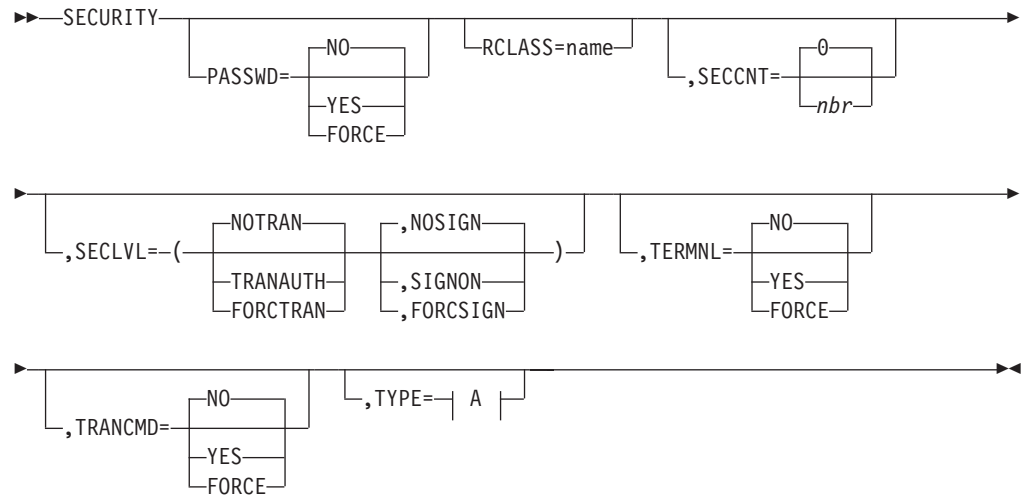 SECURITY
PASSWD=
NO
YES
FORCE
RCLASS=name
,SECCNT=
0
nbr
,SECLVL=(
NOTRAN
TRANAUTH
FORCTRAN
,NOSIGN
,SIGNON
,FORCSIGN
)
,TERMNL=
NO
YES
FORCE
,TRANCMD=
NO
YES
FORCE
,TYPE=
A